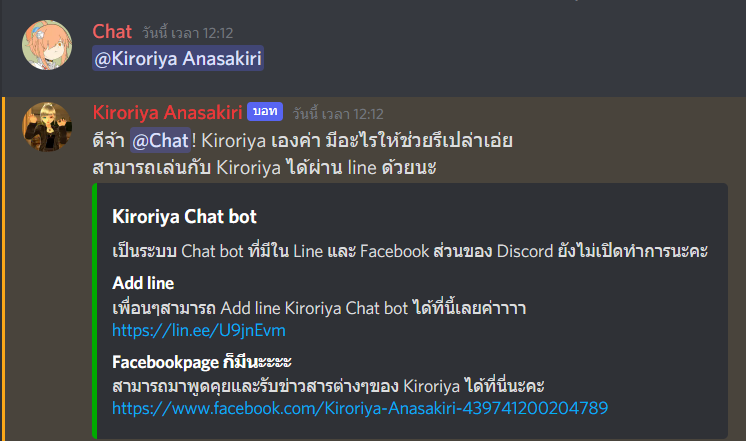 Chat วันนี้ เวลา 12:12
@Kiroriya Anasakiri
Kiroriya Anasakiri บอท วันนี้ เวลา 12:12
ดีจ้า @Chat! Kiroriya เองค่า มีอะไรให้ช่วยรึเปล่าเอ่ย
สามารถเล่นกับ Kiroriya ได้ผ่าน line ด้วยนะ
Kiroriya Chat bot
เป็นระบบ Chat bot ที่มีใน Line และ Facebook ส่วนของ Discord ยังไม่เปิดทำการนะคะ
Add line
เพื่อนๆสามารถ Add line Kiroriya Chat bot ได้ที่นี้เลยค่าาาา
https://lin.ee/U9jnEvm
Facebookpage ก็มีนะะะะ
สามารถมาพูดคุยและรับข่าวสารต่างๆของ Kiroriya ได้ที่นี่นะคะ
https://www.facebook.com/Kiroriya-Anasakiri-439741200204789